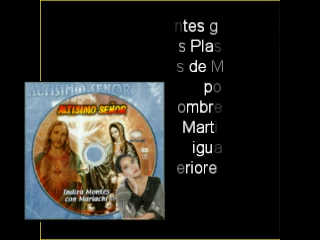 ntes g
s Plas
s de M
po
ombre
Marti
igua
eriore
ALTISIMO SEÑOR
ALTISIMO SEÑOR
Indira Montes
con Mariachi